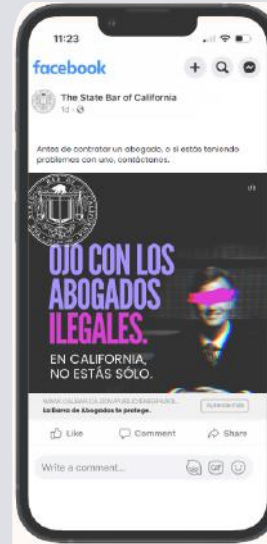 11:23
facebook
The State Bar of California
1d
Antes de contratar un abogado, o si estás teniendo
problemas con uno, contáctanos.
OJO CON LOS
ABOGADOS
ILEGALES.
EN CALIFORNIA,
NO ESTÁS SÓLO.
La Barra de Abogados te protege.
Like
Comment
Share
Write a comment...
GIF